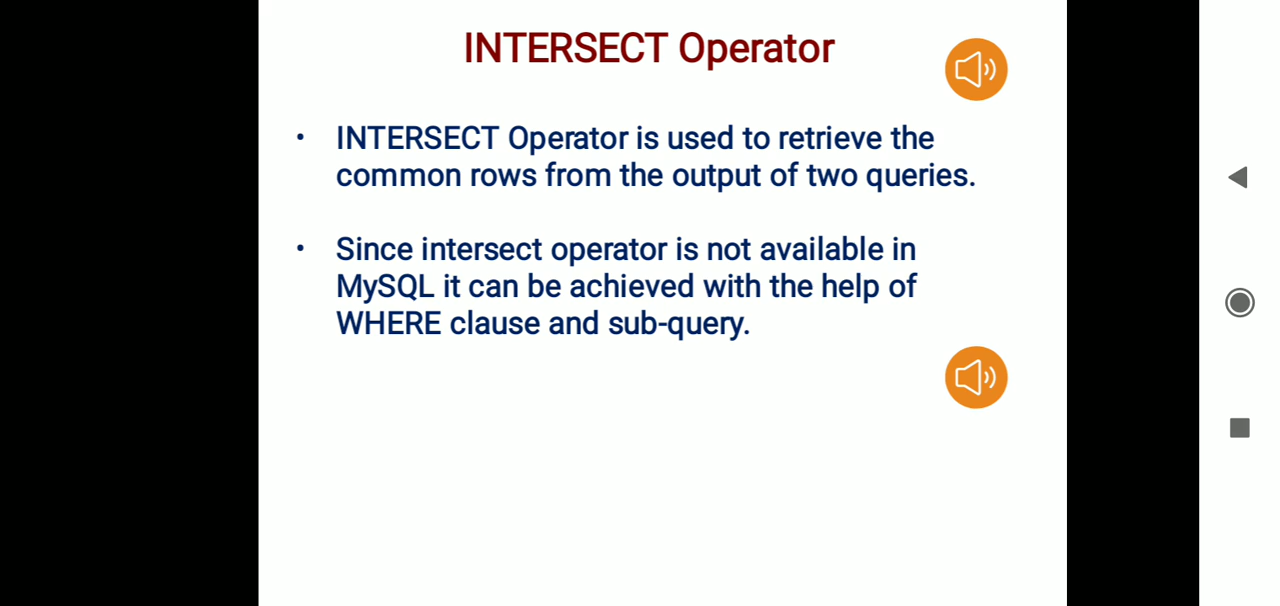 INTERSECT Operator
• INTERSECT Operator is used to retrieve the
common rows from the output of two queries.
• Since intersect operator is not available in
MySQL it can be achieved with the help of
WHERE clause and sub-query.